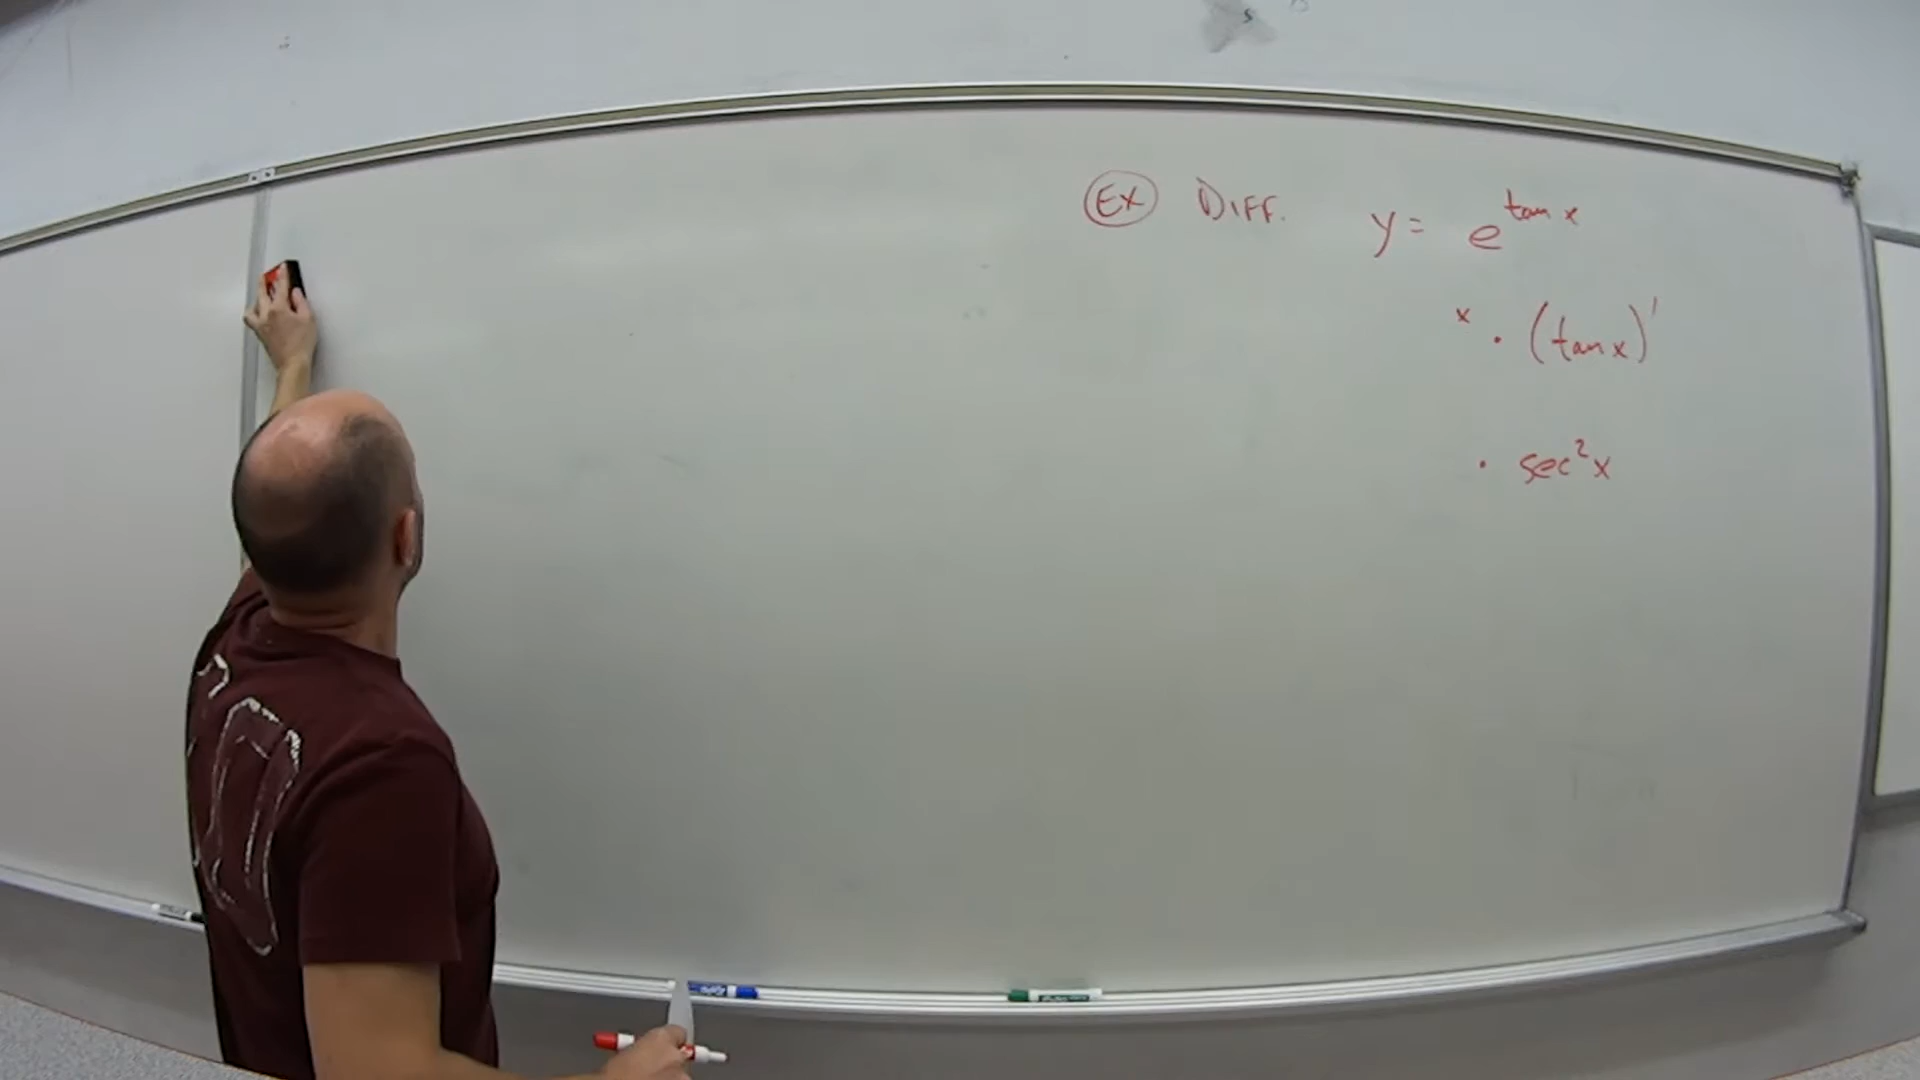 Ex Diff. y = e^{tan x}
x · (tan x)'
· sec²x